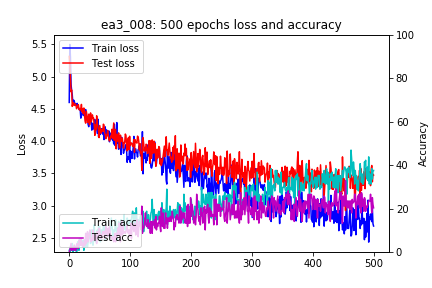 ea3_008: 500 epochs loss and accuracy
Train loss
Test loss
Train acc
Test acc
Loss
5.5
5.0
4.5
4.0
3.5
3.0
2.5
Accuracy
100
80
60
40
20
0
0
100
200
300
400
500